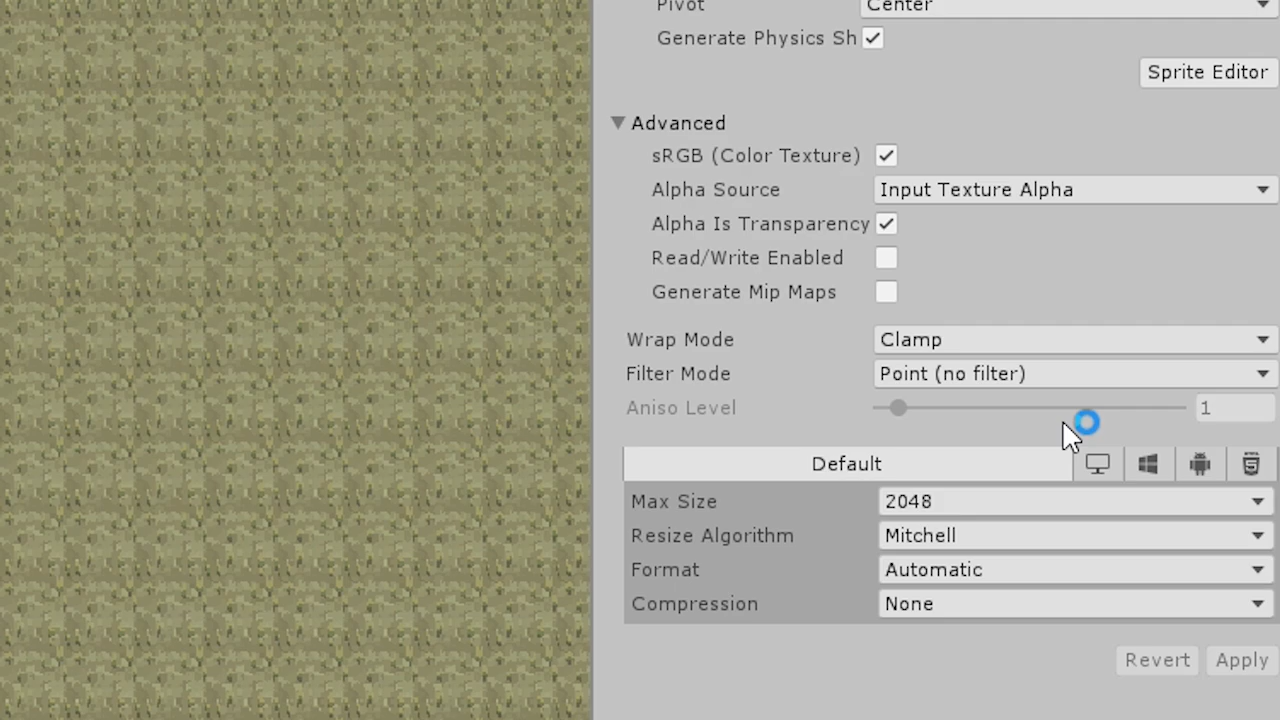 Pivot Center
Generate Physics Sh
Sprite Editor
Advanced
sRGB (Color Texture)
Alpha Source Input Texture Alpha
Alpha Is Transparency
Read/Write Enabled
Generate Mip Maps
Wrap Mode Clamp
Filter Mode Point (no filter)
Aniso Level 1
Default
Max Size 2048
Resize Algorithm Mitchell
Format Automatic
Compression None
Revert Apply